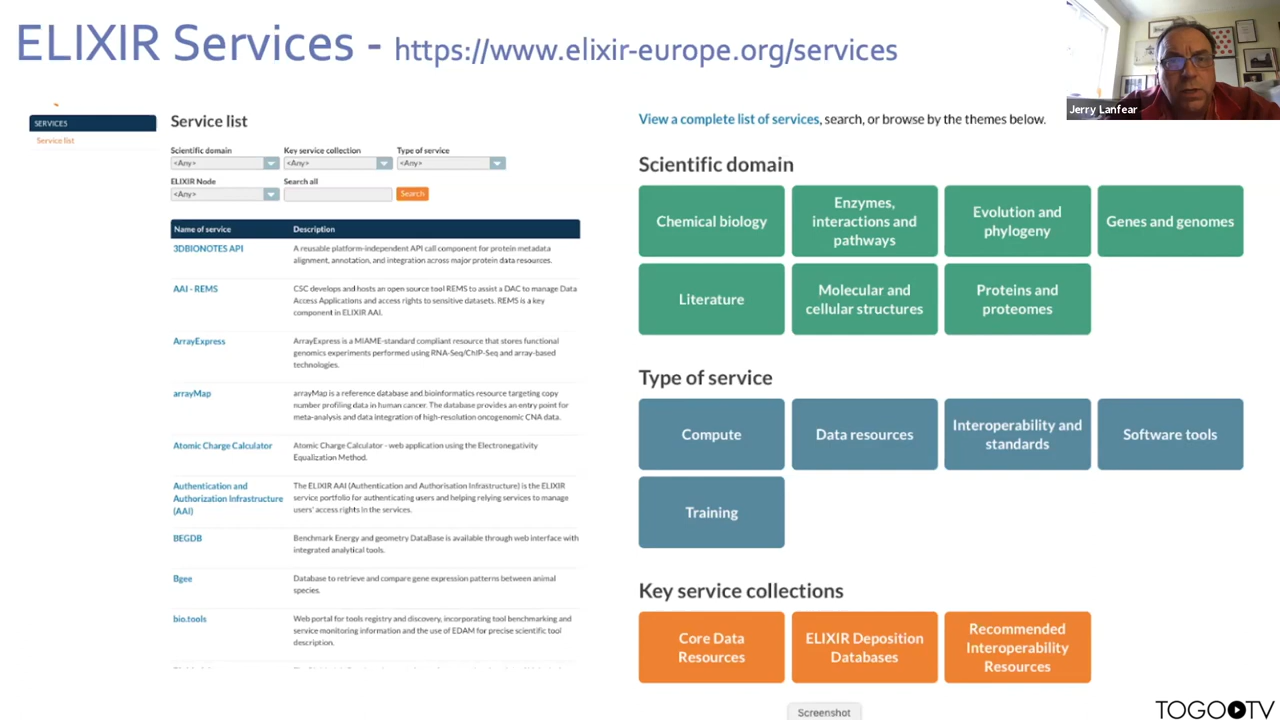 ELIXIR Services - https://www.elixir-europe.org/services
Jerry Lanfear
SERVICES
Service list
Service list
Scientific domain
Key service collection
Type of service
<Any>
<Any>
<Any>
ELIXIR Node
Search all
<Any>
Search
Name of service
Description
3DBIONOTES API
A reusable platform-independent API call component for protein metadata
alignment, annotation, and integration across major protein data resources.
AAI - REMS
CSC develops and hosts an open source tool REMS to assist a DAC to manage Data
Access Applications and access rights to sensitive datasets. REMS is a key
component in ELIXIR AAI.
ArrayExpress
ArrayExpress is a MIAME-standard compliant resource that stores functional
genomics experiments performed using RNA-Seq/ChIP-Seq and array-based
technologies.
arrayMap
arrayMap is a reference database and bioinformatics resource targeting copy
number profiling data in human cancer. The database provides an entry point for
meta-analysis and data integration of high-resolution oncogenomic CNA data.
Atomic Charge Calculator
Atomic Charge Calculator - web application using the Electronegativity
Equalization Method.
Authentication and
Authorization Infrastructure
(AAI)
The ELIXIR AAI (Authentication and Authorisation Infrastructure) is the ELIXIR
service portfolio for authenticating users and helping relying services to manage
users' access rights in the services.
BEGDB
Benchmark Energy and geometry DataBase is available through web interface with
integrated analytical tools.
Bgee
Database to retrieve and compare gene expression patterns between animal
species.
bio.tools
Web portal for tools registry and discovery, incorporating tool benchmarking and
service monitoring information and the use of EDAM for precise scientific tool
description.
View a complete list of services, search, or browse by the themes below.
Scientific domain
Chemical biology
Enzymes,
interactions and
pathways
Evolution and
phylogeny
Genes and genomes
Literature
Molecular and
cellular structures
Proteins and
proteomes
Type of service
Compute
Data resources
Interoperability and
standards
Software tools
Training
Key service collections
Core Data
Resources
ELIXIR Deposition
Databases
Recommended
Interoperability
Resources
Screenshot
TOGO TV